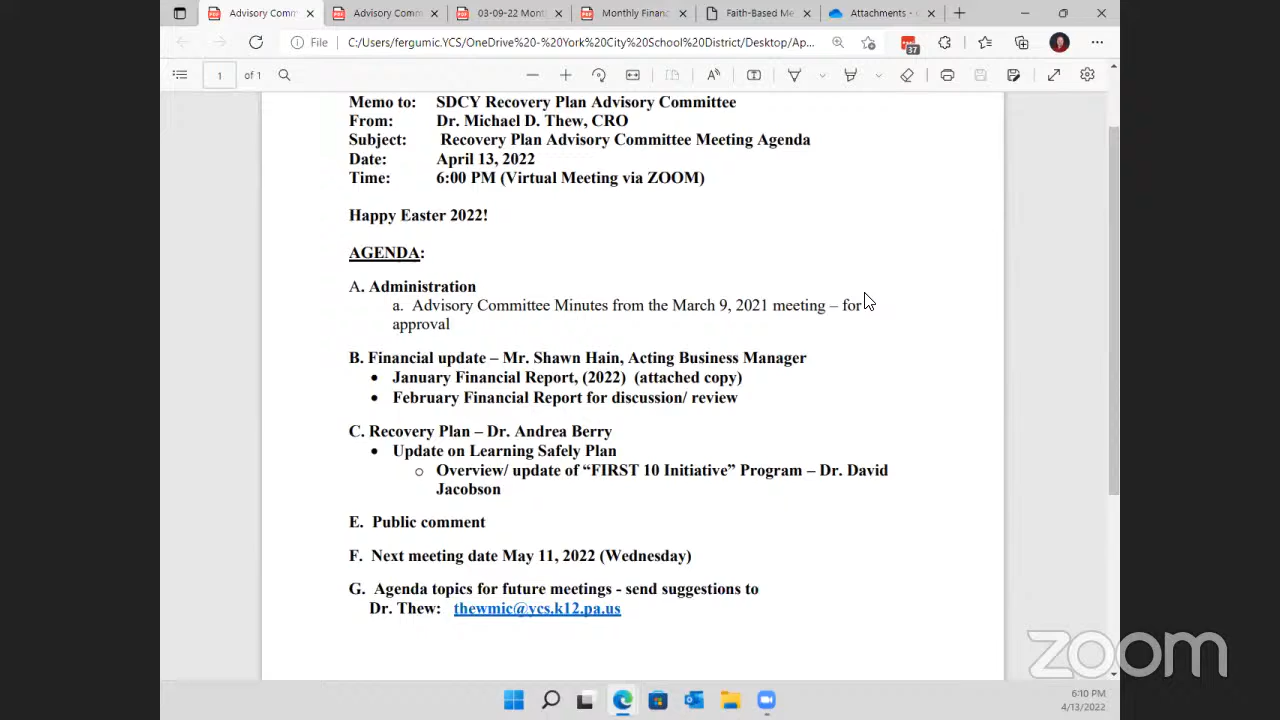 Advisory Comm
Advisory Comm
03-09-22 Mont
Monthly Financ
Faith-Based Me
Attachments -
File
C:/Users/fergumic.YCS/OneDrive%20-%20York%20City%20School%20District/Desktop/Ap...
37
1 of 1
Memo to: SDCY Recovery Plan Advisory Committee
From: Dr. Michael D. Thew, CRO
Subject: Recovery Plan Advisory Committee Meeting Agenda
Date: April 13, 2022
Time: 6:00 PM (Virtual Meeting via ZOOM)
Happy Easter 2022!
AGENDA:
A. Administration
a. Advisory Committee Minutes from the March 9, 2021 meeting – for
approval
B. Financial update – Mr. Shawn Hain, Acting Business Manager
• January Financial Report, (2022) (attached copy)
• February Financial Report for discussion/ review
C. Recovery Plan – Dr. Andrea Berry
• Update on Learning Safely Plan
○ Overview/ update of “FIRST 10 Initiative” Program – Dr. David
Jacobson
E. Public comment
F. Next meeting date May 11, 2022 (Wednesday)
G. Agenda topics for future meetings - send suggestions to
Dr. Thew: thewmic@ycs.k12.pa.us
zoom
6:10 PM
4/13/2022